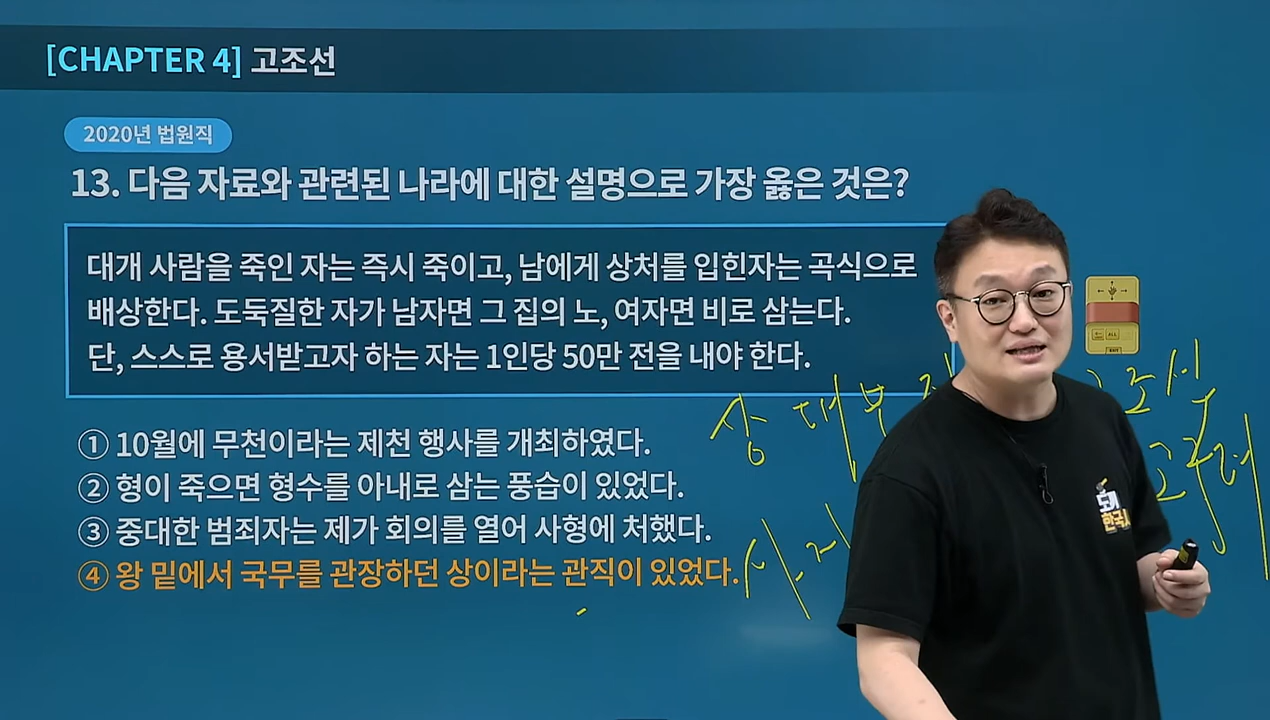 [CHAPTER 4] 고조선
2020년 법원직
13. 다음 자료와 관련된 나라에 대한 설명으로 가장 옳은 것은?
대개 사람을 죽인 자는 즉시 죽이고, 남에게 상처를 입힌자는 곡식으로
배상한다. 도둑질한 자가 남자면 그 집의 노, 여자면 비로 삼는다.
단, 스스로 용서받고자 하는 자는 1인당 50만 전을 내야 한다.
① 10월에 무천이라는 제천 행사를 개최하였다.
② 형이 죽으면 형수를 아내로 삼는 풍습이 있었다.
③ 중대한 범죄자는 제가 회의를 열어 사형에 처했다.
④ 왕 밑에서 국무를 관장하던 상이라는 관직이 있었다.
상 대부
ALL